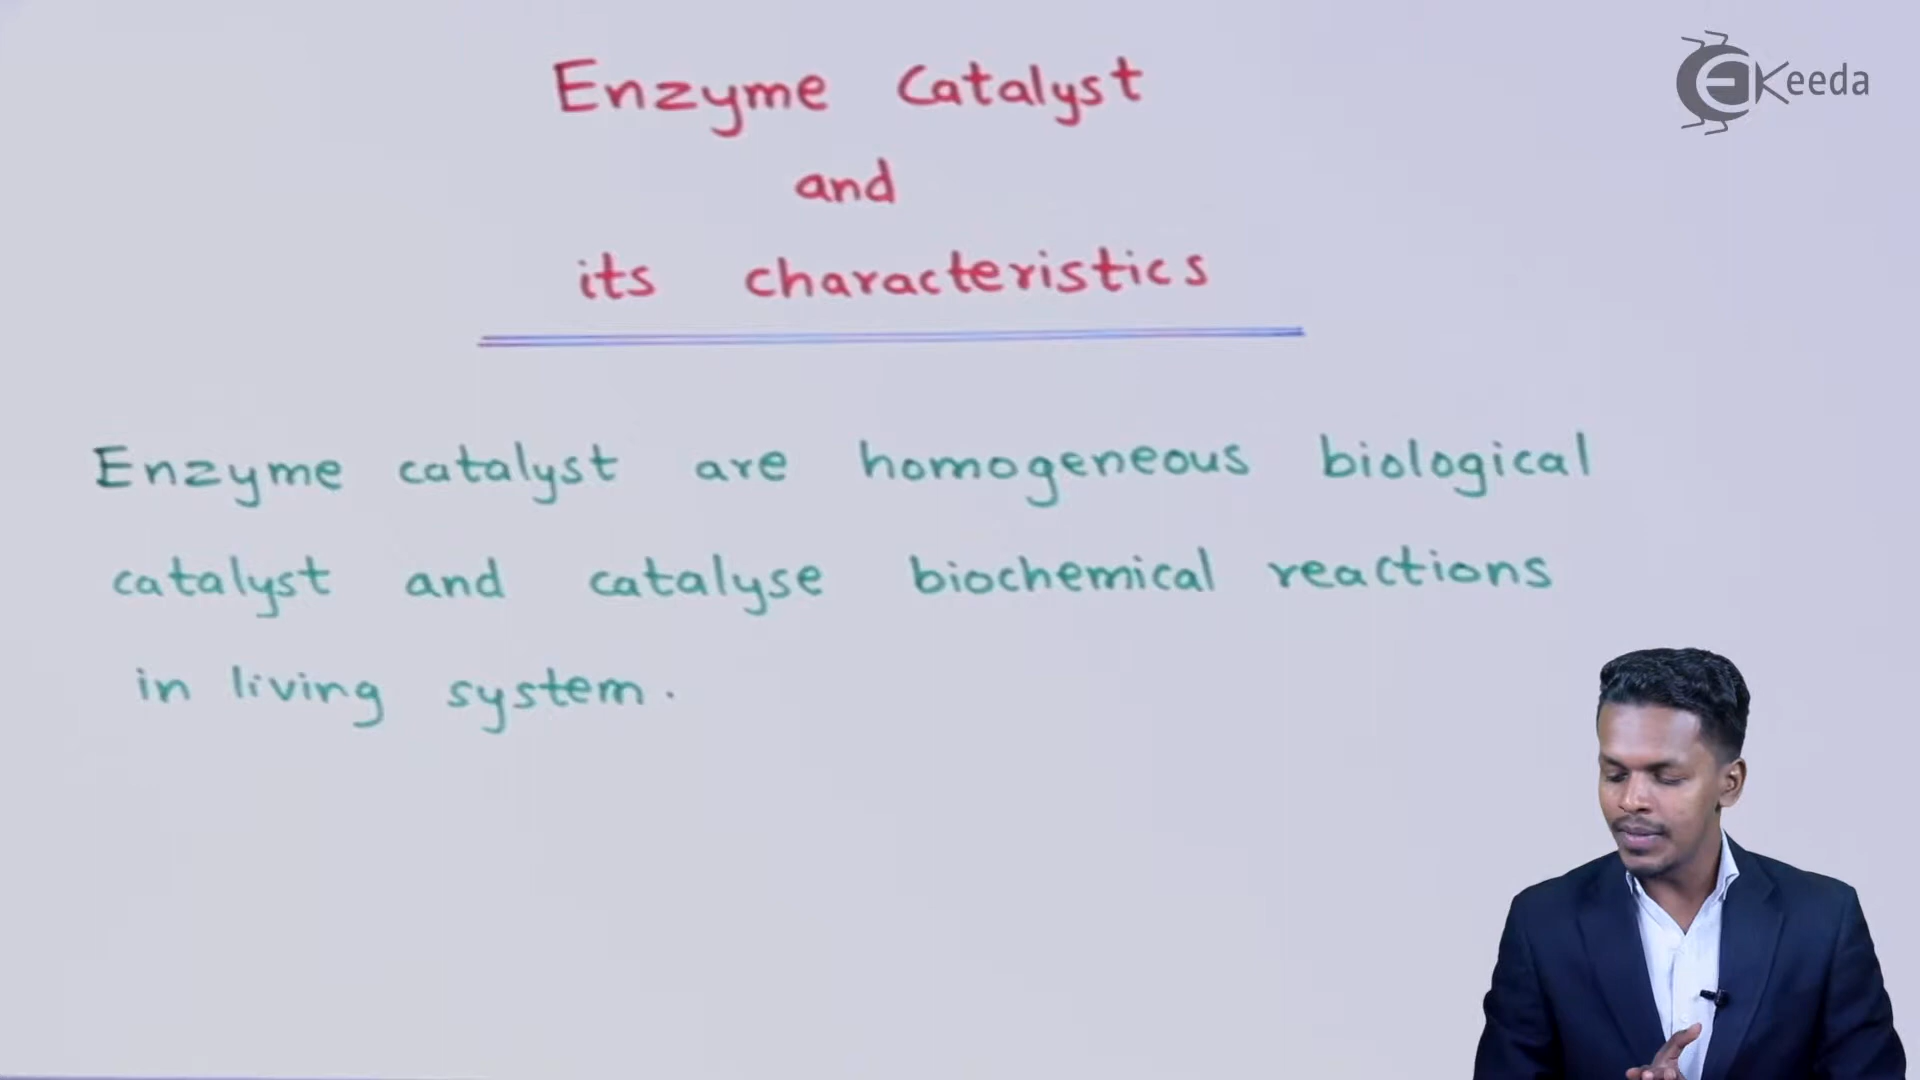 Enzyme Catalyst
and
its characteristics
EKeeda
Enzyme catalyst are homogeneous biological
catalyst and catalyse biochemical reactions
in living system.